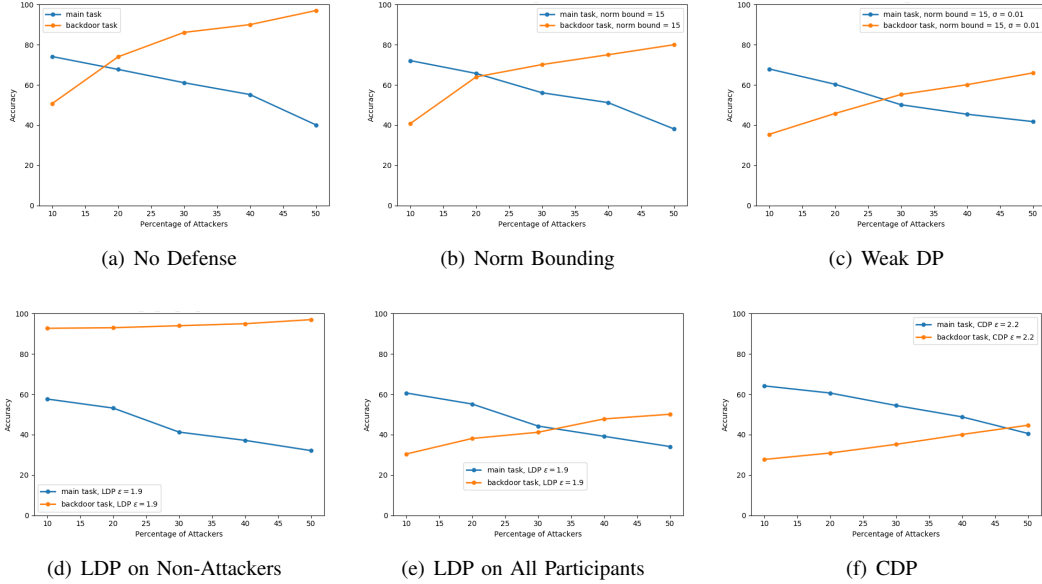 main task
backdoor task
100
80
60
40
20
0
Accuracy
10 15 20 25 30 35 40 45 50
Percentage of Attackers
(a) No Defense
main task, norm bound = 15
backdoor task, norm bound = 15
100
80
60
40
20
0
Accuracy
10 15 20 25 30 35 40 45 50
Percentage of Attackers
(b) Norm Bounding
main task, norm bound = 15, σ = 0.01
backdoor task, norm bound = 15, σ = 0.01
100
80
60
40
20
0
Accuracy
10 15 20 25 30 35 40 45 50
Percentage of Attackers
(c) Weak DP
100
80
60
40
20
0
Accuracy
main task, LDP ε = 1.9
backdoor task, LDP ε = 1.9
10 15 20 25 30 35 40 45 50
Percentage of Attackers
(d) LDP on Non-Attackers
100
80
60
40
20
0
Accuracy
main task, LDP ε = 1.9
backdoor task, LDP ε = 1.9
10 15 20 25 30 35 40 45 50
Percentage of Attackers
(e) LDP on All Participants
main task, CDP ε = 2.2
backdoor task, CDP ε = 2.2
100
80
60
40
20
0
Accuracy
10 15 20 25 30 35 40 45 50
Percentage of Attackers
(f) CDP